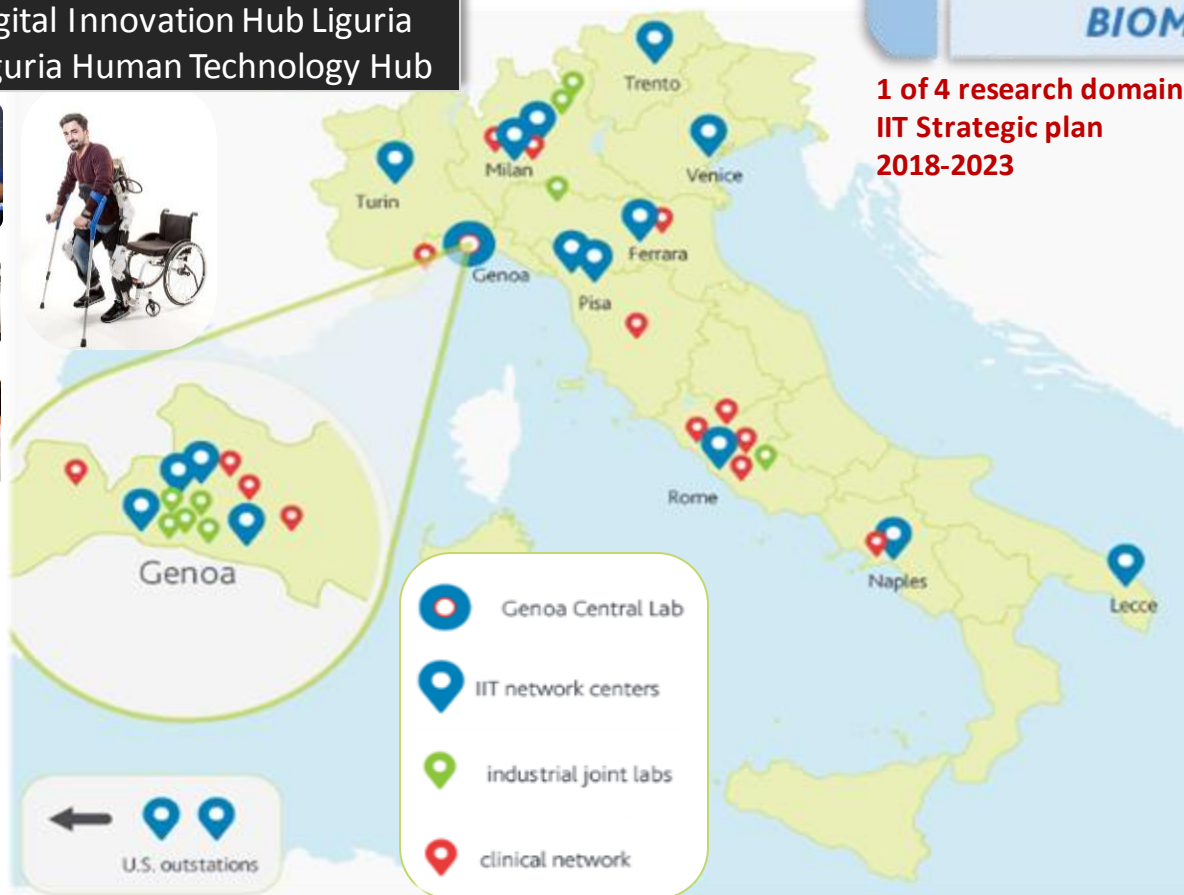 gital Innovation Hub Liguria
guria Human Technology Hub
BIOM
1 of 4 research domain
IIT Strategic plan
2018-2023
Trento
Milan
Venice
Turin
Ferrara
Genoa
Pisa
Rome
Genoa
Naples
Lecce
Genoa Central Lab
IIT network centers
industrial joint labs
clinical network
U.S. outstations